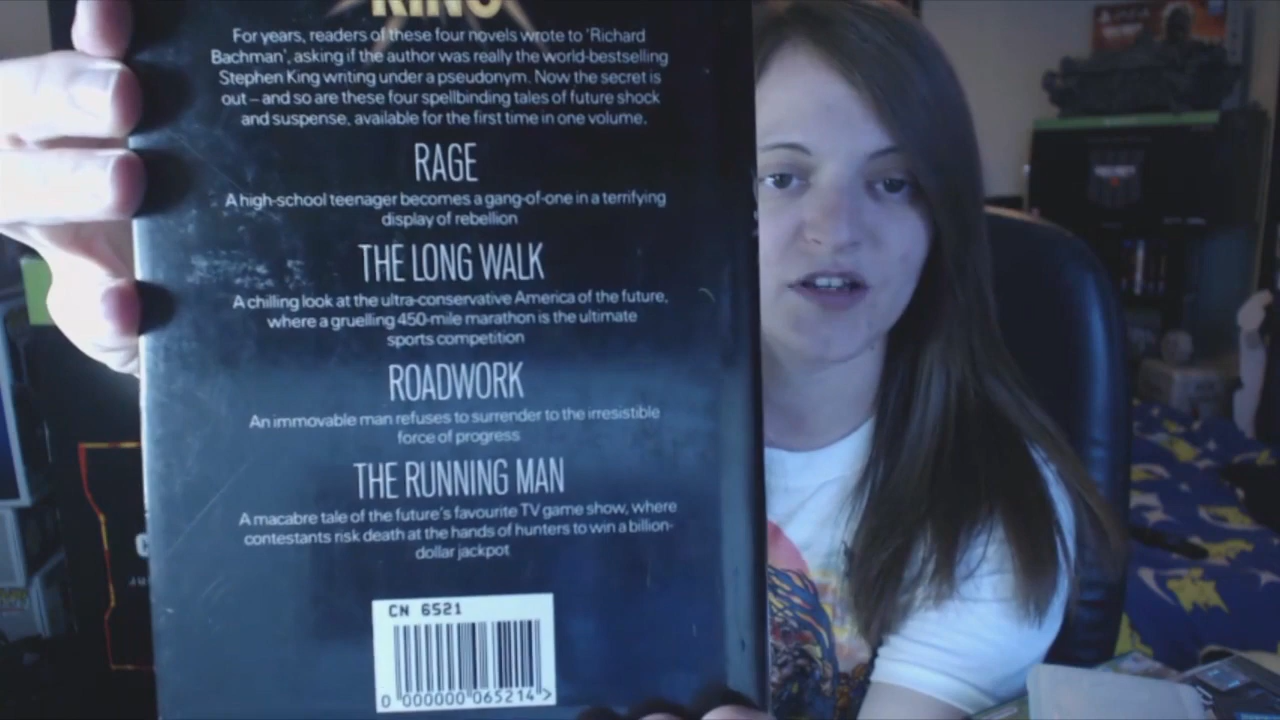 KING
For years, readers of these four novels wrote to 'Richard
Bachman', asking if the author was really the world-bestselling
Stephen King writing under a pseudonym. Now the secret is
out – and so are these four spellbinding tales of future shock
and suspense, available for the first time in one volume.
RAGE
A high-school teenager becomes a gang-of-one in a terrifying
display of rebellion
THE LONG WALK
A chilling look at the ultra-conservative America of the future,
where a gruelling 450-mile marathon is the ultimate
sports competition
ROADWORK
An immovable man refuses to surrender to the irresistible
force of progress
THE RUNNING MAN
A macabre tale of the future's favourite TV game show, where
contestants risk death at the hands of hunters to win a billion-
dollar jackpot
CN 6521
0 000000 065214 >